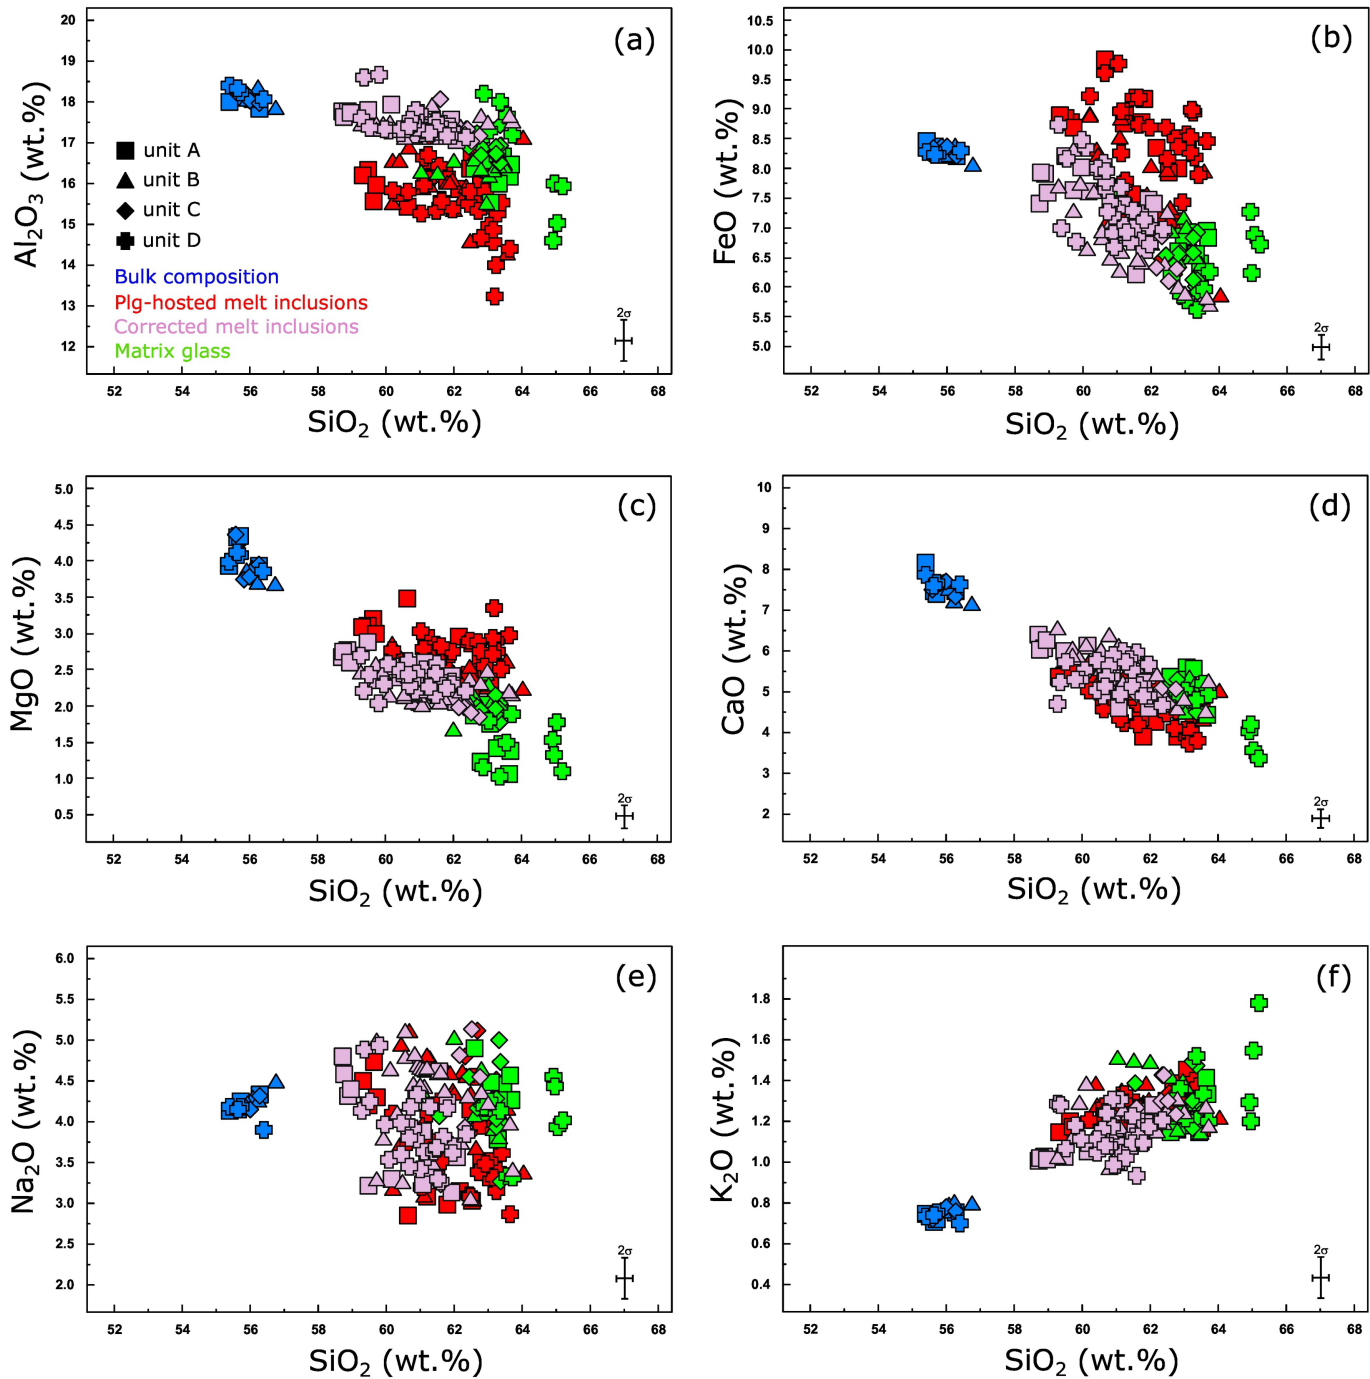 (a)
20
19
18
17
16
15
14
13
12
Al₂O₃ (wt.%)
unit A
unit B
unit C
unit D
Bulk composition
Plg-hosted melt inclusions
Corrected melt inclusions
Matrix glass
2σ
52 54 56 58 60 62 64 66 68
SiO₂ (wt.%)
(b)
10.5
10.0
9.5
9.0
8.5
8.0
7.5
7.0
6.5
6.0
5.5
5.0
FeO (wt.%)
2σ
52 54 56 58 60 62 64 66 68
SiO₂ (wt.%)
(c)
5.0
4.5
4.0
3.5
3.0
2.5
2.0
1.5
1.0
0.5
MgO (wt.%)
2σ
52 54 56 58 60 62 64 66 68
SiO₂ (wt.%)
(d)
10
9
8
7
6
5
4
3
2
CaO (wt.%)
2σ
52 54 56 58 60 62 64 66 68
SiO₂ (wt.%)
(e)
6.0
5.5
5.0
4.5
4.0
3.5
3.0
2.5
2.0
Na₂O (wt.%)
2σ
52 54 56 58 60 62 64 66 68
SiO₂ (wt.%)
(f)
1.8
1.6
1.4
1.2
1.0
0.8
0.6
0.4
K₂O (wt.%)
2σ
52 54 56 58 60 62 64 66 68
SiO₂ (wt.%)